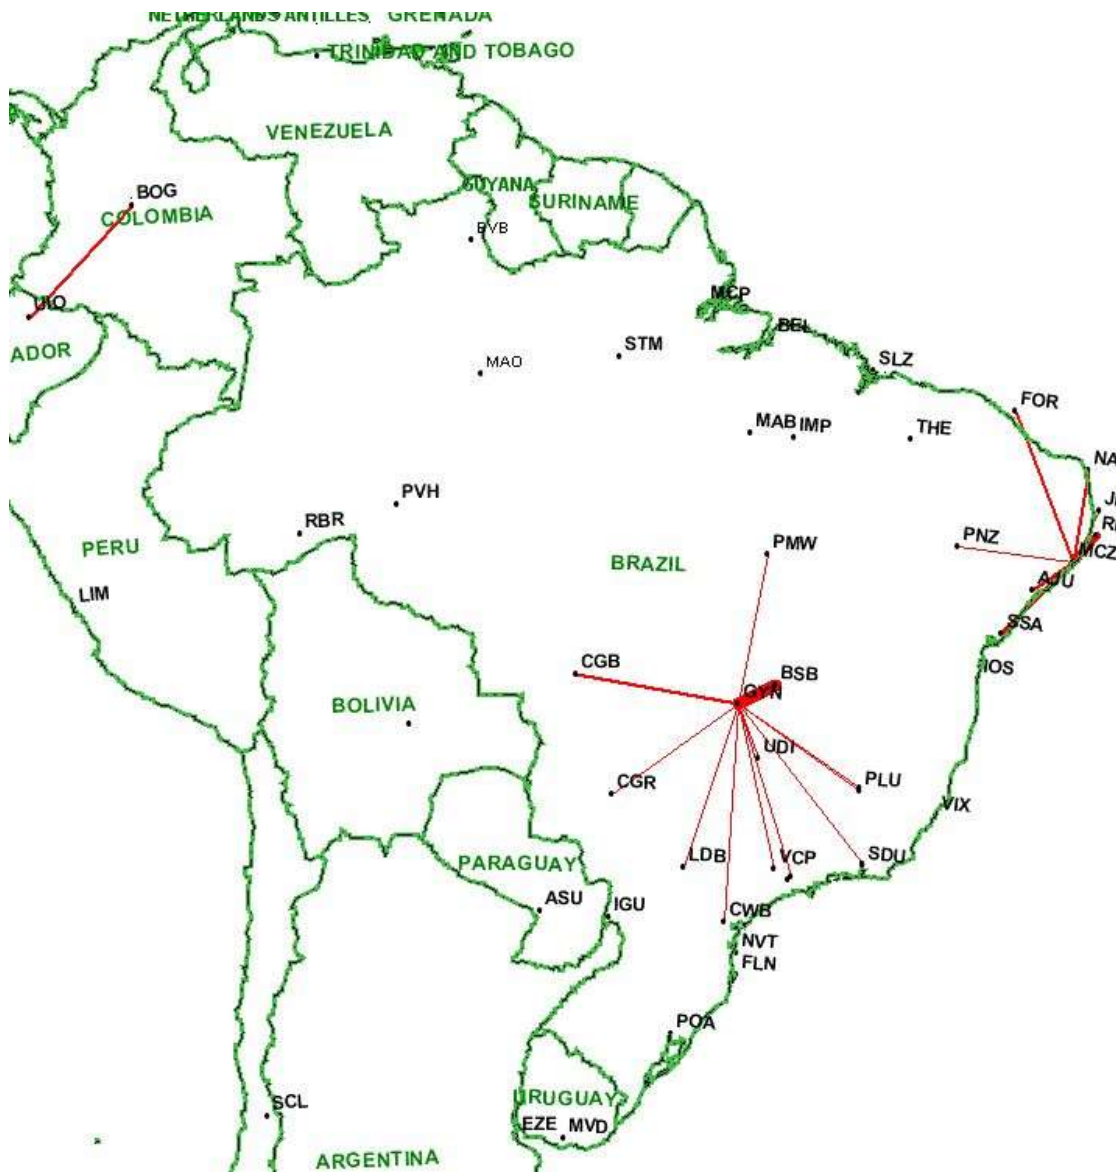 NETHERLANDS ANTILLES GRENADA
TRINIDAD AND TOBAGO
VENEZUELA
GUYANA
SURINAME
BOG
COLOMBIA
BVB
UIO
ADOR
MCP
BEL
STM
MAO
SLZ
FOR
MAB IMP
THE
NA
PVH
RBR
PERU
BRAZIL
PMW
PNZ
MCZ
AJU
LIM
SSA
CGB
BSB
IOS
GYN
BOLIVIA
UDI
CGR
PLU
VIX
PARAGUAY
LDB
VCP
SDU
ASU
IGU
CWB
NVT
FLN
POA
SCL
URUGUAY
EZE MVD
ARGENTINA